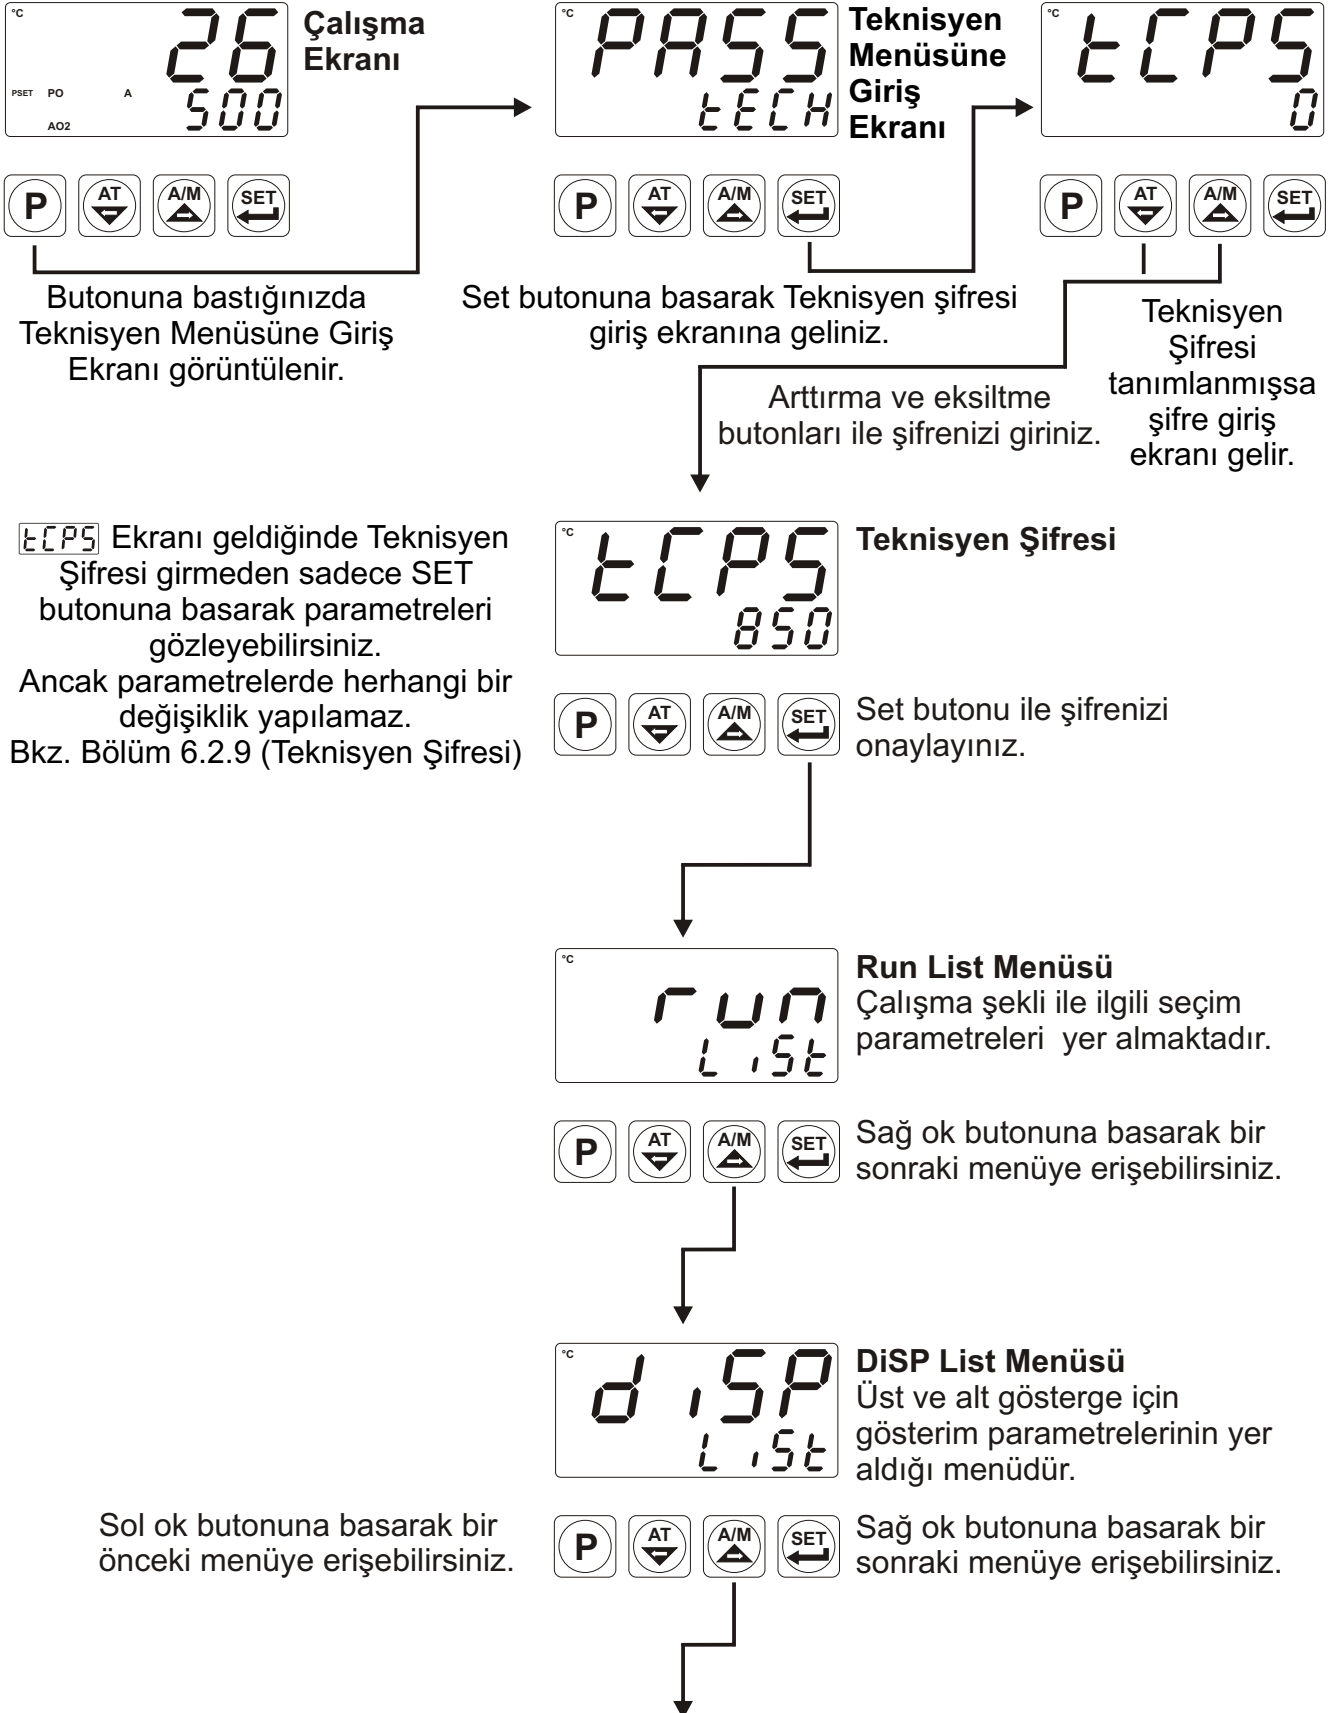 °C
26
PSET PO A
500
AO2
Çalışma
Ekranı
°C
PASS
tECH
Teknisyen
Menüsüne
Giriş
Ekranı
°C
tCPS
0
P AT A/M SET
P AT A/M SET
P AT A/M SET
Butonuna bastığınızda
Teknisyen Menüsüne Giriş
Ekranı görüntülenir.
Set butonuna basarak Teknisyen şifresi
giriş ekranına geliniz.
Teknisyen
Şifresi
tanımlanmışsa
şifre giriş
ekranı gelir.
Arttırma ve eksiltme
butonları ile şifrenizi giriniz.
tCPS Ekranı geldiğinde Teknisyen
Şifresi girmeden sadece SET
butonuna basarak parametreleri
gözleyebilirsiniz.
Ancak parametrelerde herhangi bir
değişiklik yapılamaz.
Bkz. Bölüm 6.2.9 (Teknisyen Şifresi)
°C
tCPS
850
Teknisyen Şifresi
P AT A/M SET
Set butonu ile şifrenizi
onaylayınız.
°C
run
LiSt
Run List Menüsü
Çalışma şekli ile ilgili seçim
parametreleri yer almaktadır.
P AT A/M SET
Sağ ok butonuna basarak bir
sonraki menüye erişebilirsiniz.
°C
diSP
LiSt
DiSP List Menüsü
Üst ve alt gösterge için
gösterim parametrelerinin yer
aldığı menüdür.
Sol ok butonuna basarak bir
önceki menüye erişebilirsiniz.
P AT A/M SET
Sağ ok butonuna basarak bir
sonraki menüye erişebilirsiniz.